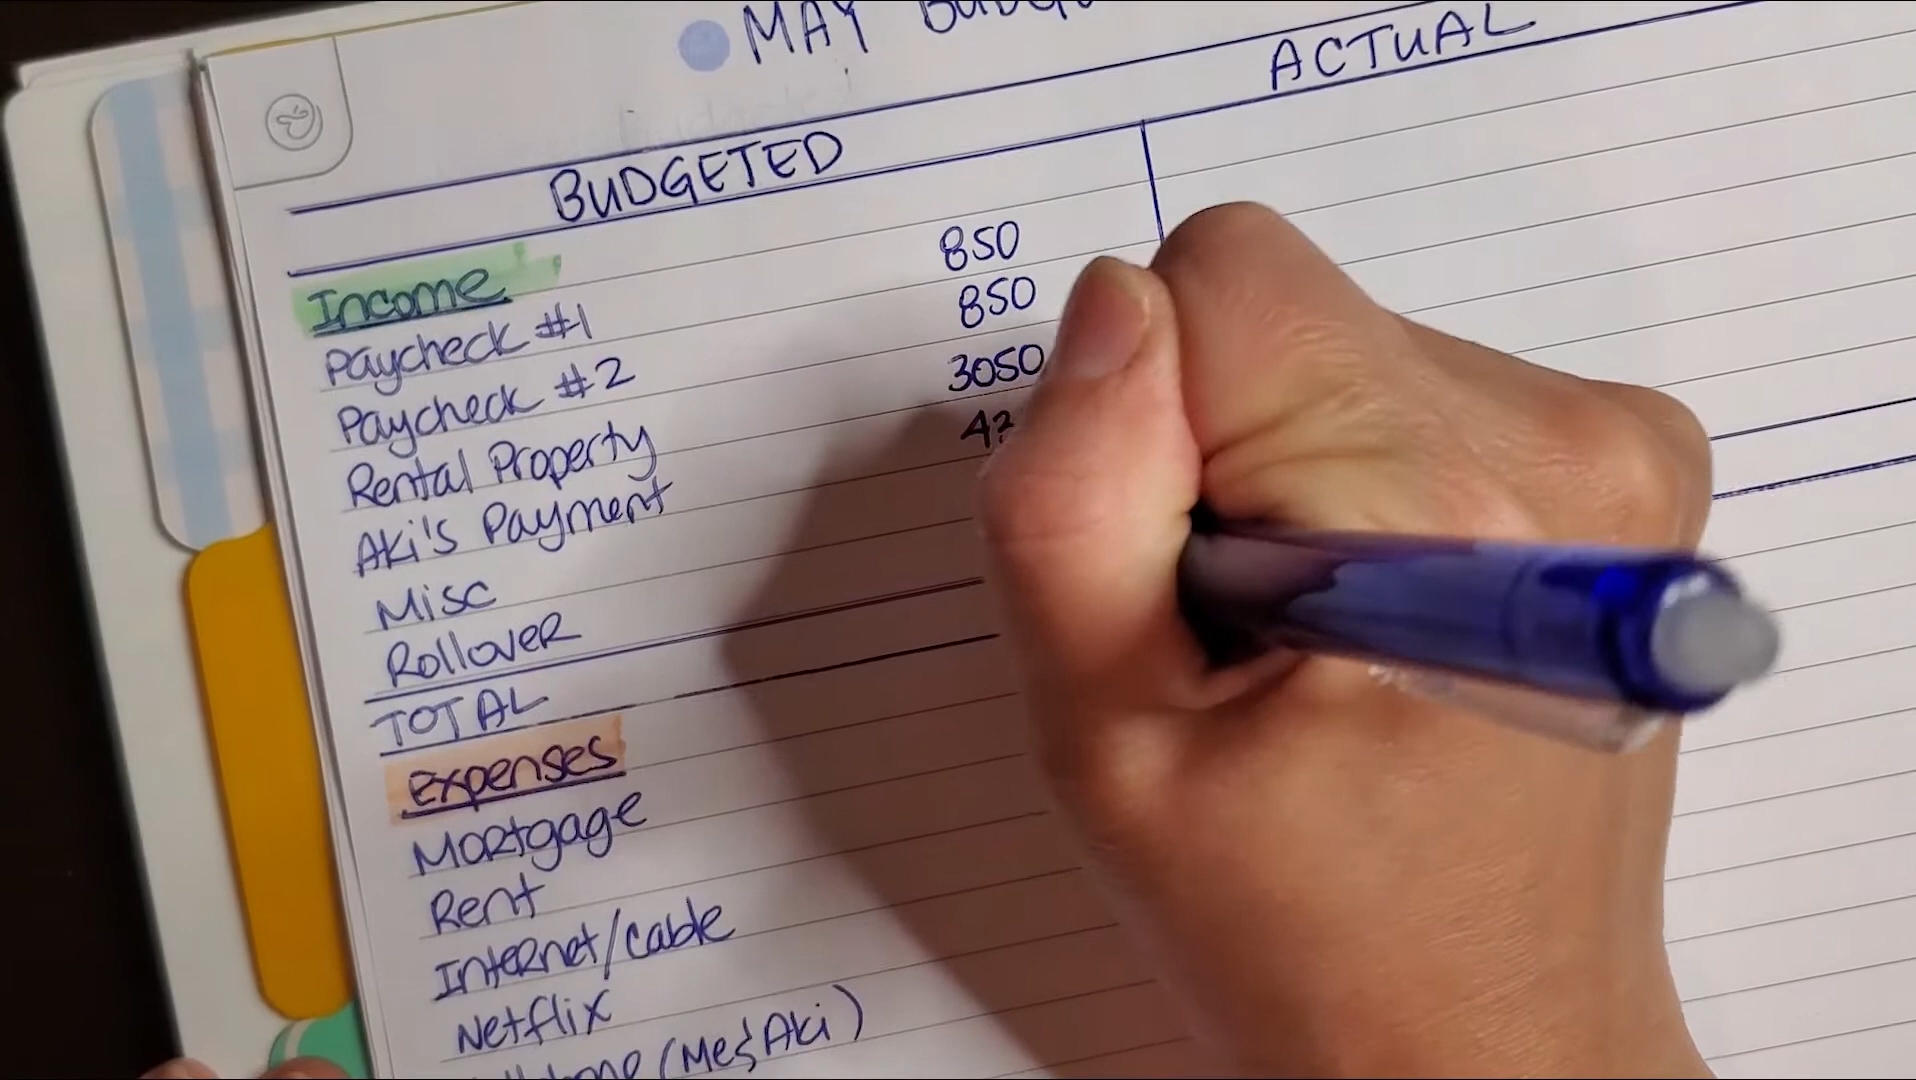 MAY
BUDGETED ACTUAL
Income
Paycheck #1 850
Paycheck #2 850
Rental Property 3050
Aki's Payment
Misc
Rollover
TOTAL
Expenses
Mortgage
Rent
Internet/cable
Netflix
(Me & Aki)